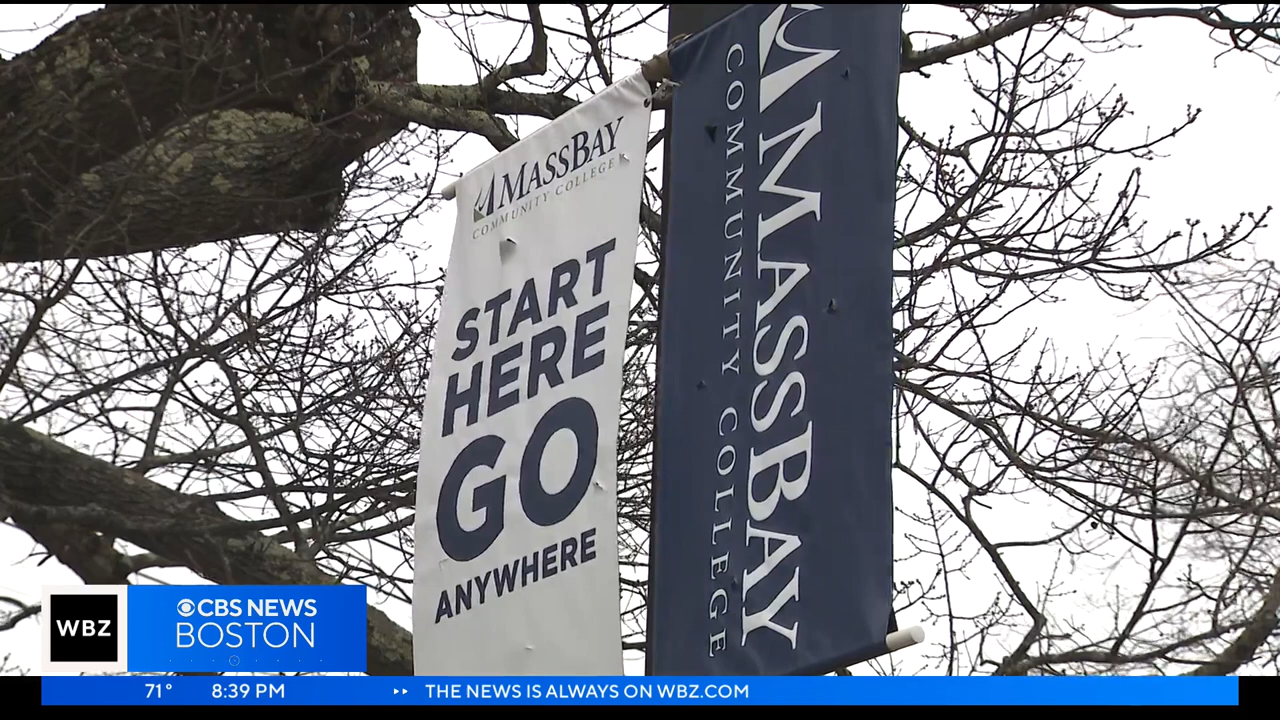 MASSBAY
COMMUNITY COLLEGE
START
HERE
GO
ANYWHERE
MASSBAY
COMMUNITY COLLEGE
WBZ
CBS NEWS
BOSTON
71° 8:39 PM THE NEWS IS ALWAYS ON WBZ.COM